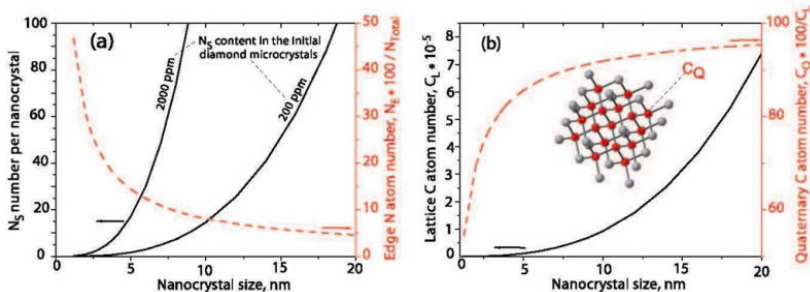 (a)
N_S content in the initial
diamond microcrystals
2000 ppm
200 ppm
N_S number per nanocrystal
100
80
60
40
20
0
0
5
10
15
20
Nanocrystal size, nm
50
40
30
20
10
0
Edge N atom number, N_E • 100 / N_Total
(b)
C_Q
Lattice C atom number, C_L • 10^-5
8
7
6
5
4
3
2
1
0
0
5
10
15
20
Nanocrystal size, nm
100
90
80
70
60
50
Quaternary C atom number, C_Q • 100/C_L